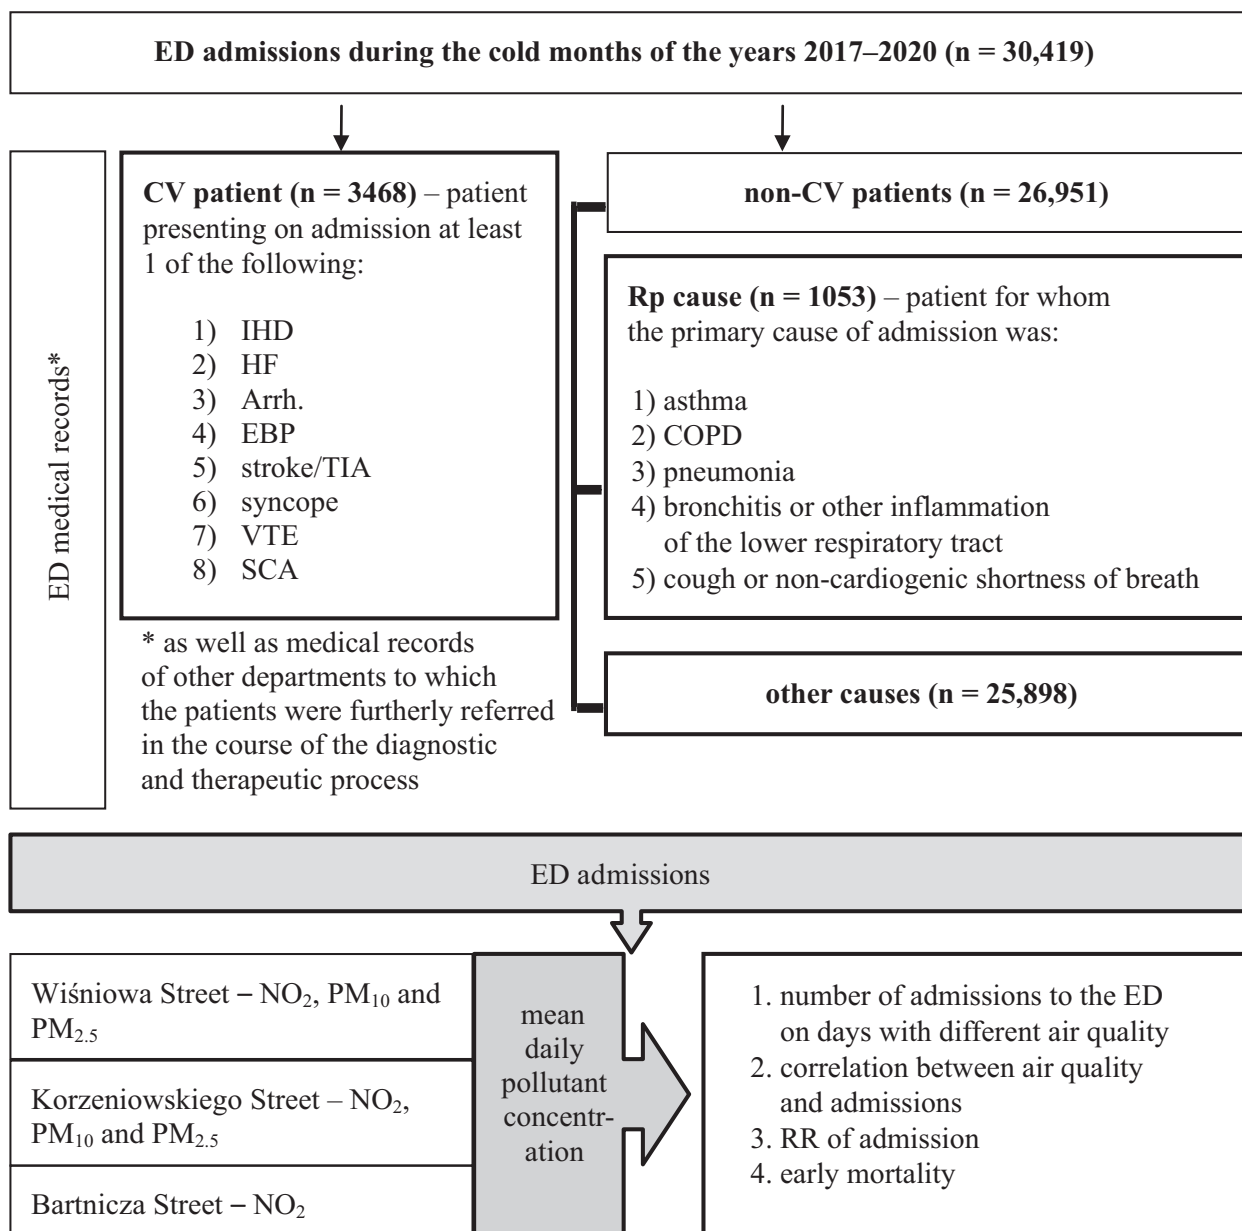 ED admissions during the cold months of the years 2017–2020 (n = 30,419)
ED medical records*
CV patient (n = 3468) – patient
presenting on admission at least
1 of the following:
1) IHD
2) HF
3) Arrh.
4) EBP
5) stroke/TIA
6) syncope
7) VTE
8) SCA
* as well as medical records
of other departments to which
the patients were furtherly referred
in the course of the diagnostic
and therapeutic process
non-CV patients (n = 26,951)
Rp cause (n = 1053) – patient for whom
the primary cause of admission was:
1) asthma
2) COPD
3) pneumonia
4) bronchitis or other inflammation
of the lower respiratory tract
5) cough or non-cardiogenic shortness of breath
other causes (n = 25,898)
ED admissions
Wiśniowa Street – NO₂, PM₁₀ and
PM₂.₅
Korzeniowskiego Street – NO₂,
PM₁₀ and PM₂.₅
Bartnicza Street – NO₂
mean
daily
pollutant
concentr-
ation
1. number of admissions to the ED
on days with different air quality
2. correlation between air quality
and admissions
3. RR of admission
4. early mortality